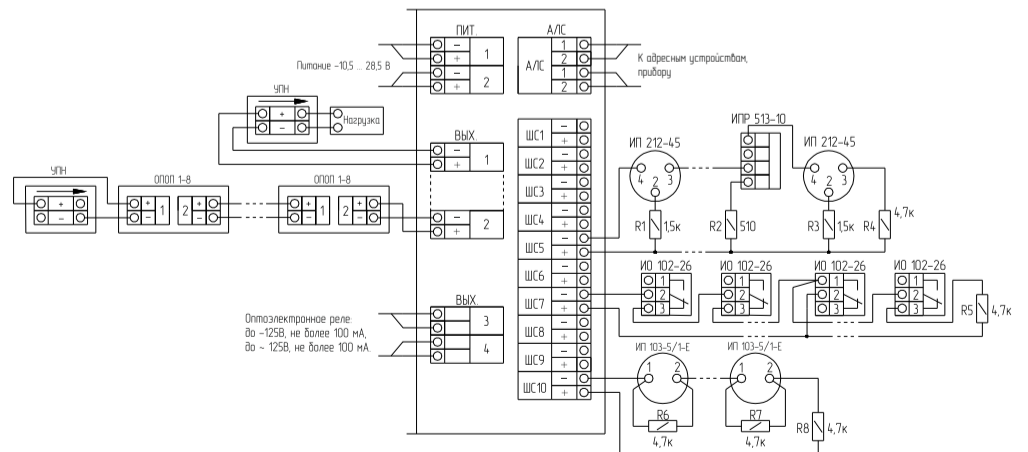 ПИТ.
АЛС
− 1
+
− 2
+
АЛС 1
2
1
2
Питание -10,5 ... 28,5 В
К адресным устройствам,
прибору
УПН
+
−
Нагрузка
ВЫХ.
− 1
+
− 2
+
УПН
+
−
ОПОП 1-8
+ 1 2 +
− −
ОПОП 1-8
+ 1 2 +
− −
ШС1 − +
ШС2 − +
ШС3 − +
ШС4 − +
ШС5 − +
ШС6 − +
ШС7 − +
ШС8 − +
ШС9 − +
ШС10 − +
ИП 212-45
4 3
2
ИПР 513-10
ИП 212-45
4 3
2
R1 1,5к
R2 510
R3 1,5к
R4 4,7к
ИО 102-26
1
2
3
ИО 102-26
1
2
3
ИО 102-26
1
2
3
ИО 102-26
1
2
3
R5 4,7к
ВЫХ.
3
4
Оптоэлектронное реле:
до -125В, не более 100 мА,
до ~ 125В, не более 100 мА.
ИП 103-5/1-Е
1 2
ИП 103-5/1-Е
1 2
R6
4,7к
R7
4,7к
R8 4,7к